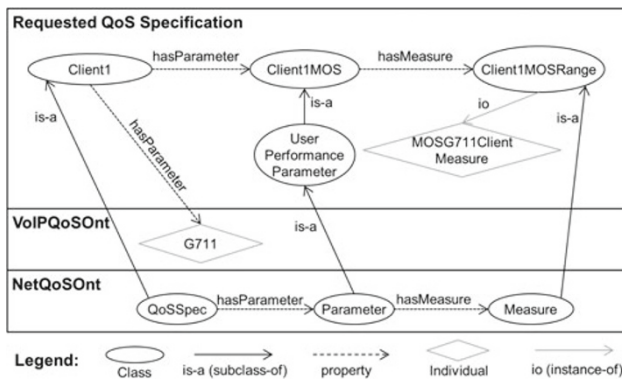 Requested QoS Specification
Client1
hasParameter
Client1MOS
hasMeasure
Client1MOSRange
is-a
hasParameter
is-a
io
is-a
User
Performance
Parameter
MOSG711Client
Measure
VoIPQoSOnt
G711
is-a
NetQoSOnt
QoSSpec
hasParameter
Parameter
hasMeasure
Measure
Legend:
Class
is-a (subclass-of)
property
Individual
io (instance-of)